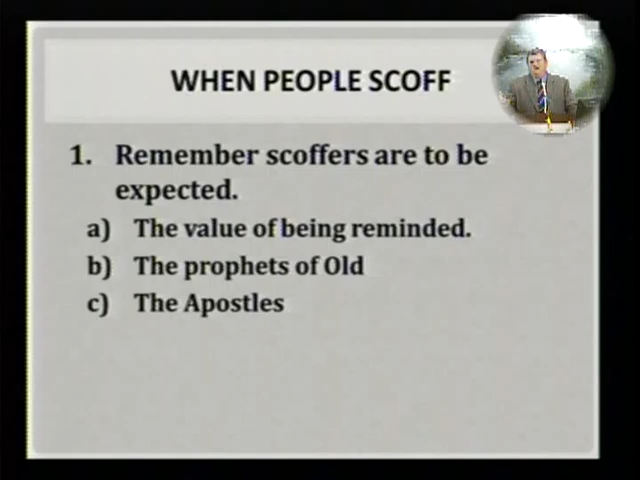 WHEN PEOPLE SCOFF
1. Remember scoffers are to be
expected.
a) The value of being reminded.
b) The prophets of Old
c) The Apostles